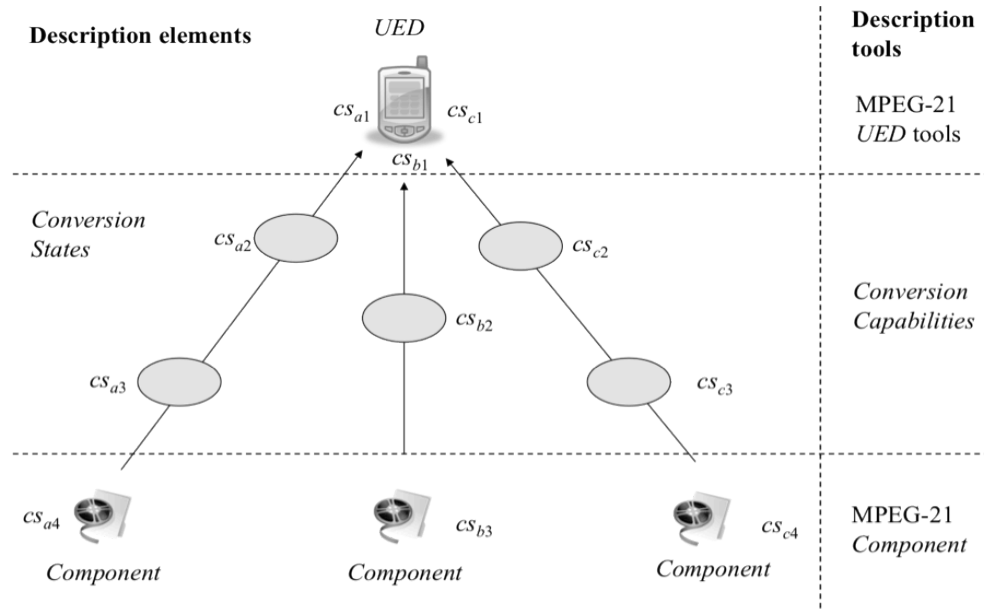 Description elements
UED
Description
tools
cs_a1
cs_c1
MPEG-21
UED tools
cs_b1
Conversion
States
cs_a2
cs_c2
Conversion
Capabilities
cs_b2
cs_a3
cs_c3
cs_a4
cs_b3
cs_c4
MPEG-21
Component
Component
Component
Component